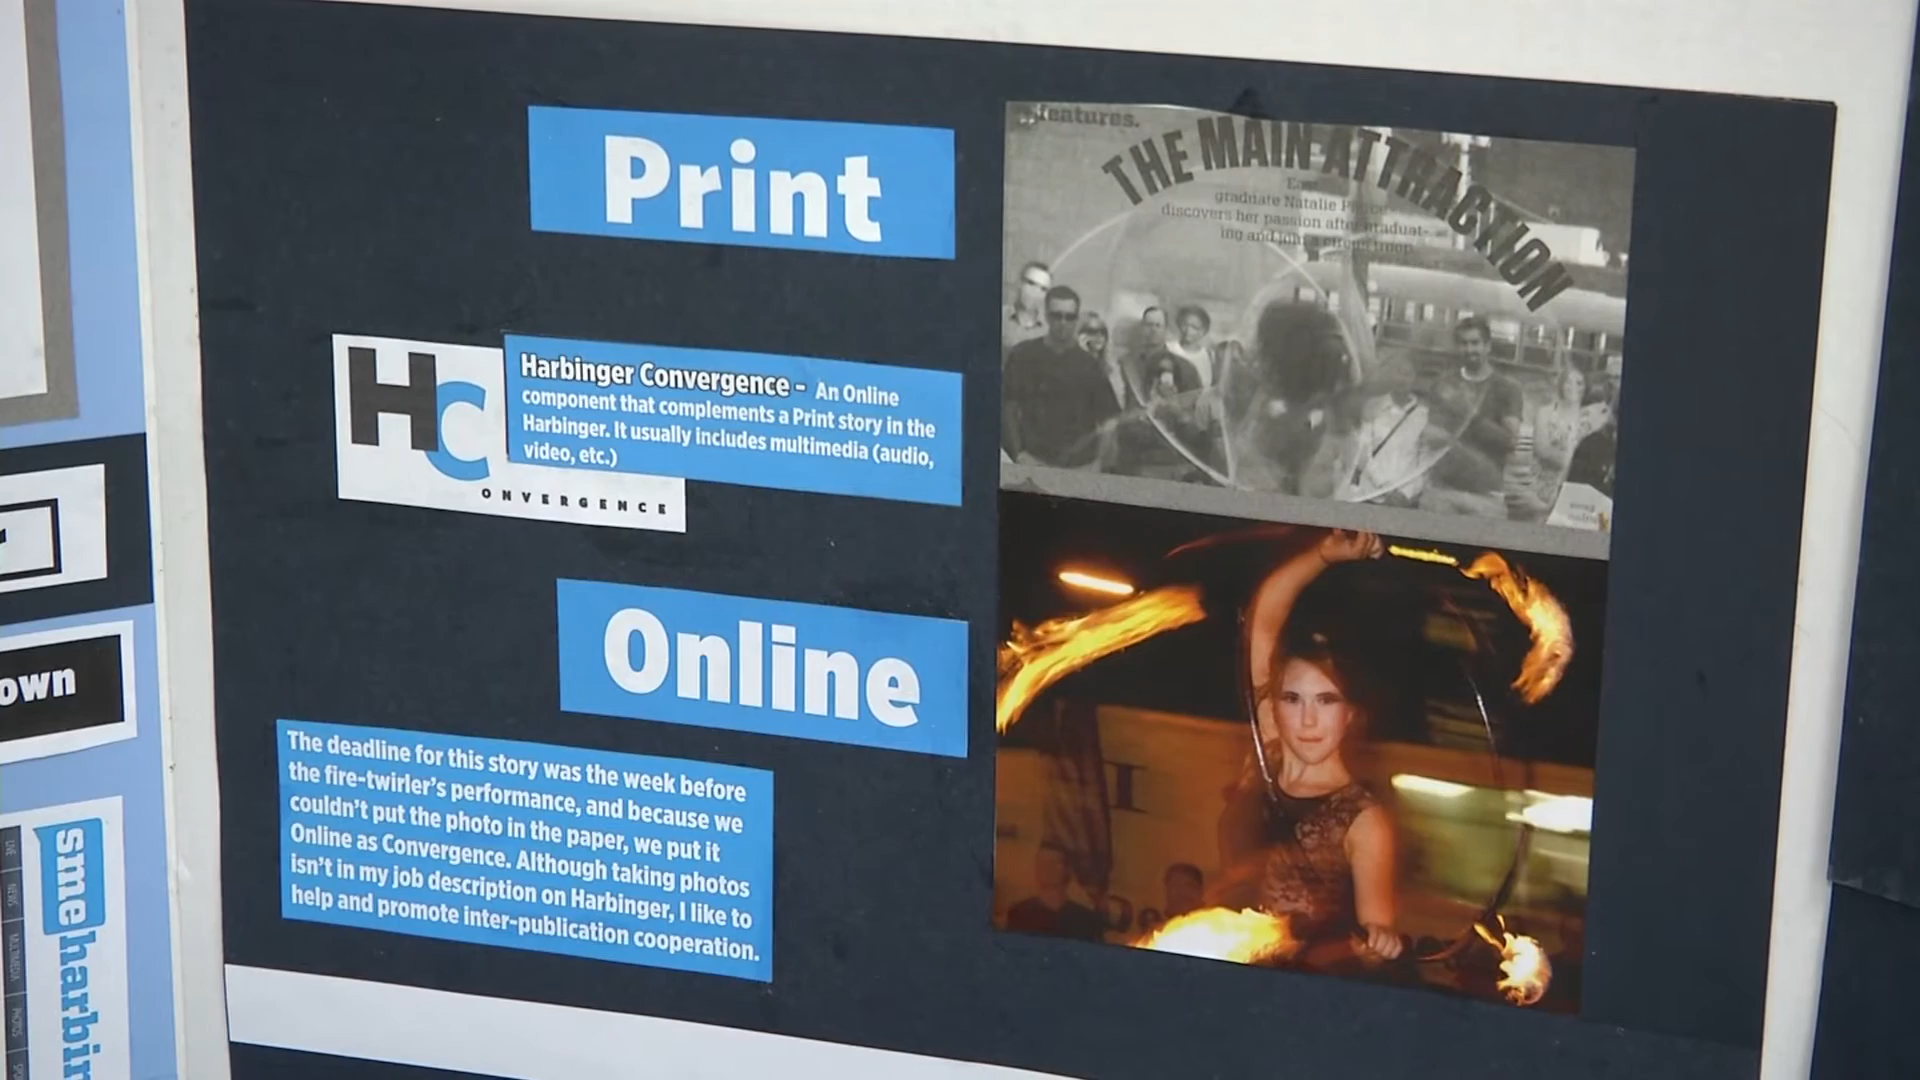 Print
features.
THE MAIN ATTRACTION
graduate Natalie
discovers her passion after graduat-
ing and
HC
ONVERGENCE
Harbinger Convergence - An Online
component that complements a Print story in the
Harbinger. It usually includes multimedia (audio,
video, etc.)
Online
The deadline for this story was the week before
the fire-twirler's performance, and because we
couldn't put the photo in the paper, we put it
Online as Convergence. Although taking photos
isn't in my job description on Harbinger, I like to
help and promote inter-publication cooperation.
own
smeharbin
LIVE
NEWS
MULTIMEDIA
PHOTOS